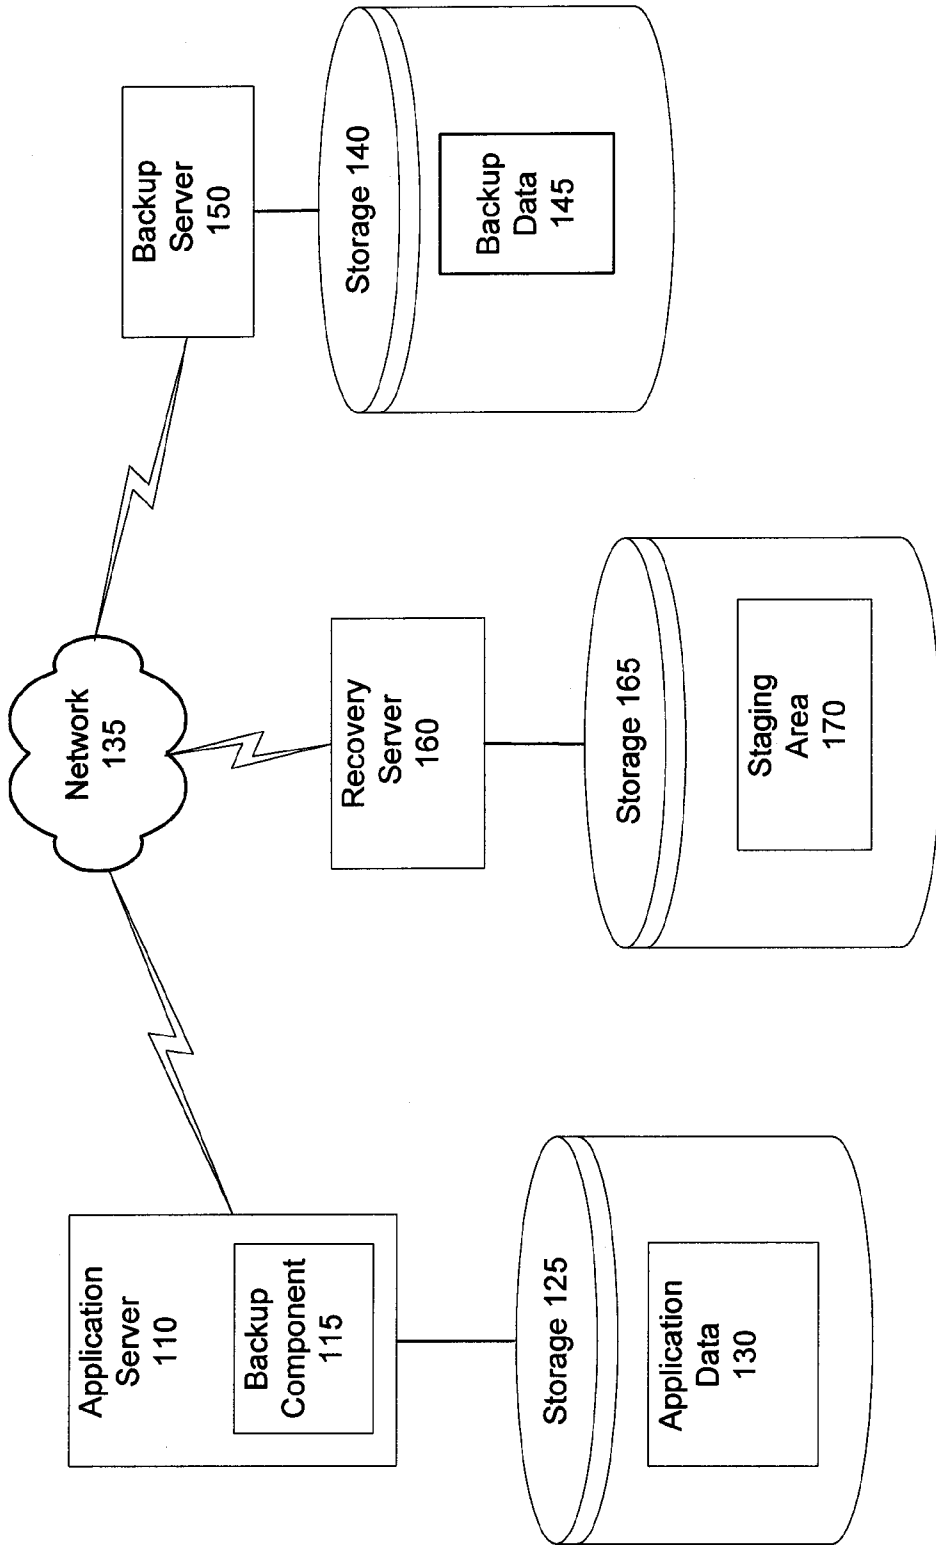 Application
Server
110
Backup
Component
115
Storage 125
Application
Data
130
Network
135
Recovery
Server
160
Storage 165
Staging
Area
170
Backup
Server
150
Storage 140
Backup
Data
145